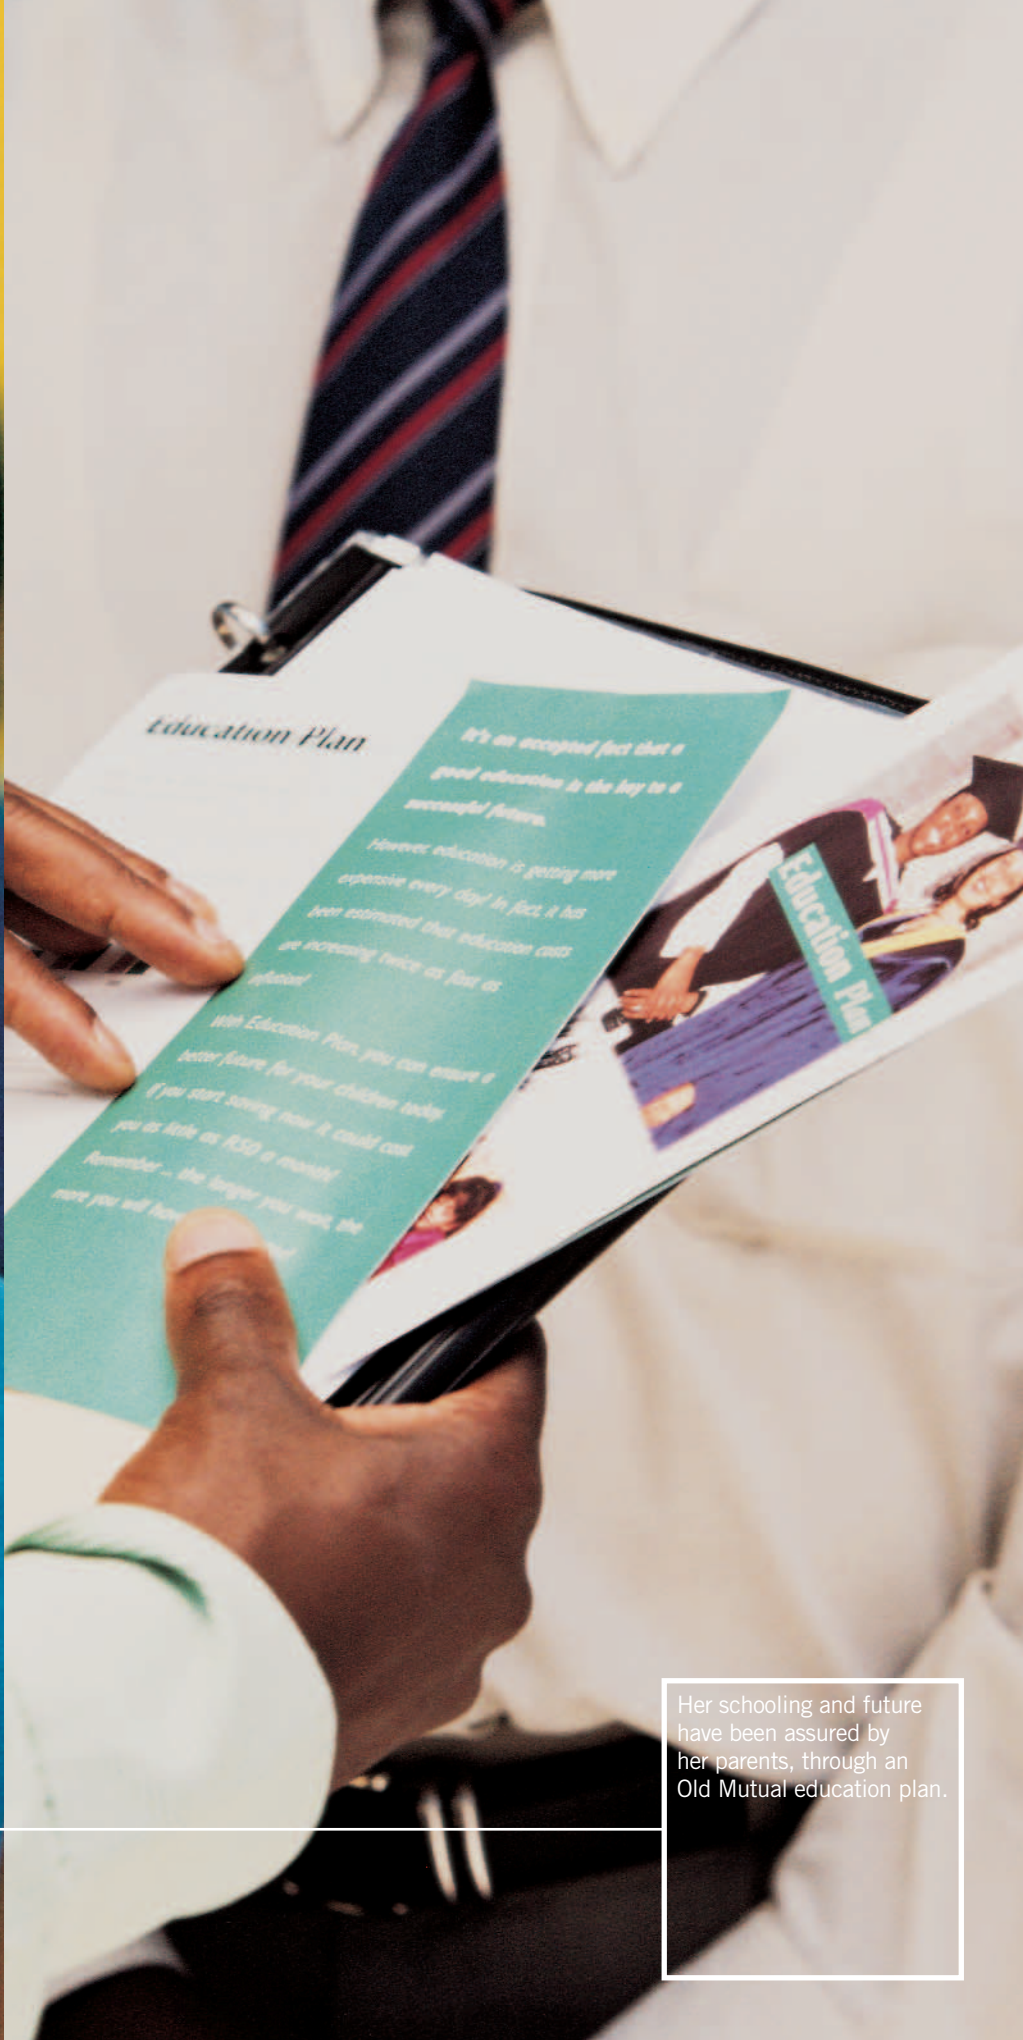 Education Plan
It's an accepted fact that a
good education is the key to a
successful future.
However, education is getting more
expensive every day! In fact, it has
been estimated that education costs
are increasing twice as fast as
inflation!
With Education Plan, you can ensure a
better future for your children today.
If you start saving now it could cost
you as little as R50 a month!
Remember ... the longer you wait, the
more you will have
Education Plan
Her schooling and future
have been assured by
her parents, through an
Old Mutual education plan.